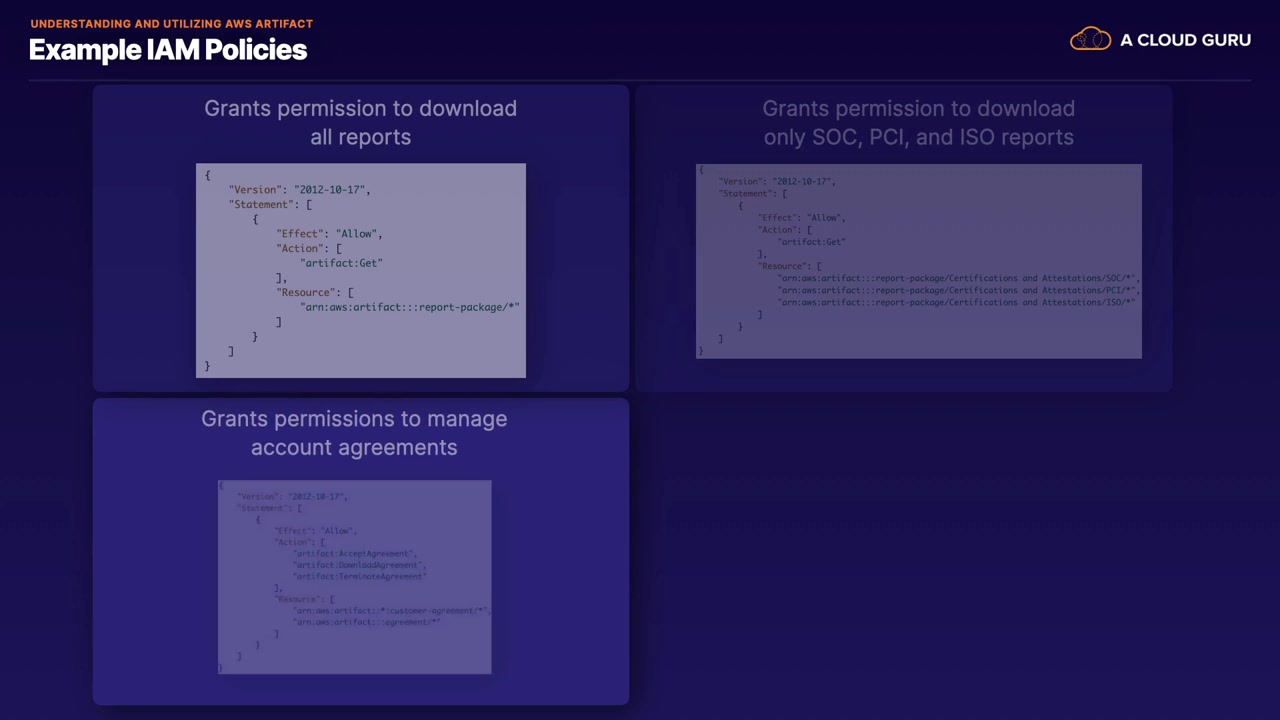 UNDERSTANDING AND UTILIZING AWS ARTIFACT
Example IAM Policies
A CLOUD GURU
Grants permission to download
all reports
{
"Version": "2012-10-17",
"Statement": [
{
"Effect": "Allow",
"Action": [
"artifact:Get"
],
"Resource": [
"arn:aws:artifact:::report-package/*"
]
}
]
}
Grants permission to download
only SOC, PCI, and ISO reports
{
"Version": "2012-10-17",
"Statement": [
{
"Effect": "Allow",
"Action": [
"artifact:Get"
],
"Resource": [
"arn:aws:artifact:::report-package/Certifications and Attestations/SOC/*",
"arn:aws:artifact:::report-package/Certifications and Attestations/PCI/*",
"arn:aws:artifact:::report-package/Certifications and Attestations/ISO/*"
]
}
]
}
Grants permissions to manage
account agreements
{
"Version": "2012-10-17",
"Statement": [
{
"Effect": "Allow",
"Action": [
"artifact:AcceptAgreement",
"artifact:DownloadAgreement",
"artifact:TerminateAgreement"
],
"Resource": [
"arn:aws:artifact::*:customer-agreement/*",
"arn:aws:artifact:::agreement/*"
]
}
]
}